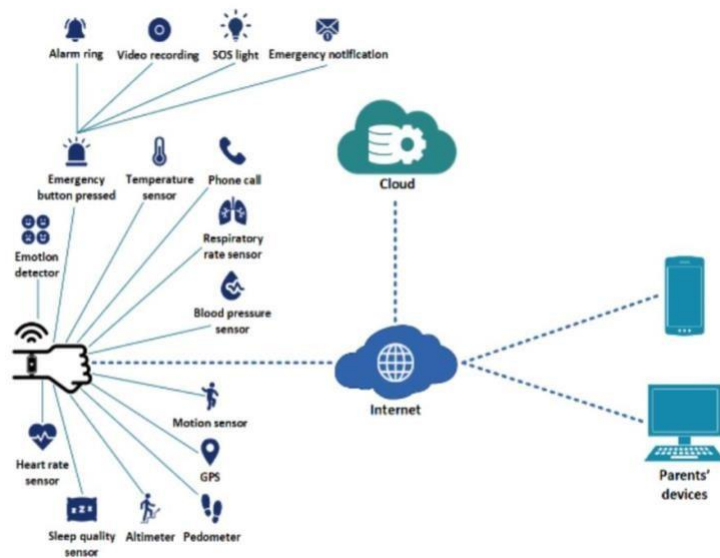 Alarm ring
Video recording
SOS light
Emergency notification
Emergency
button pressed
Temperature
sensor
Phone call
Emotion
detector
Respiratory
rate sensor
Blood pressure
sensor
Cloud
Internet
Motion sensor
Heart rate
sensor
GPS
zZz
Sleep quality
sensor
Altimeter
Pedometer
Parents'
devices